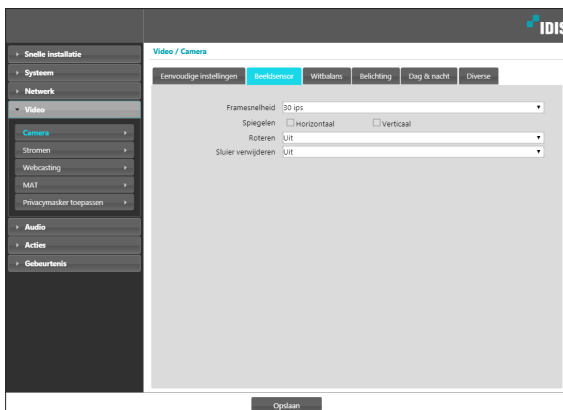 IDIS
Snelle installatie
Systeem
Netwerk
Video
Camera
Stromen
Webcasting
MAT
Privacymasker toepassen
Audio
Acties
Gebeurtenis
Video / Camera
Eenvoudige instellingen Beeldsensor Witbalans Belichting Dag & nacht Diverse
Framesnelheid 30 ips
Spiegelen Horizontaal Verticaal
Roteren Uit
Sluier verwijderen Uit
Opslaan